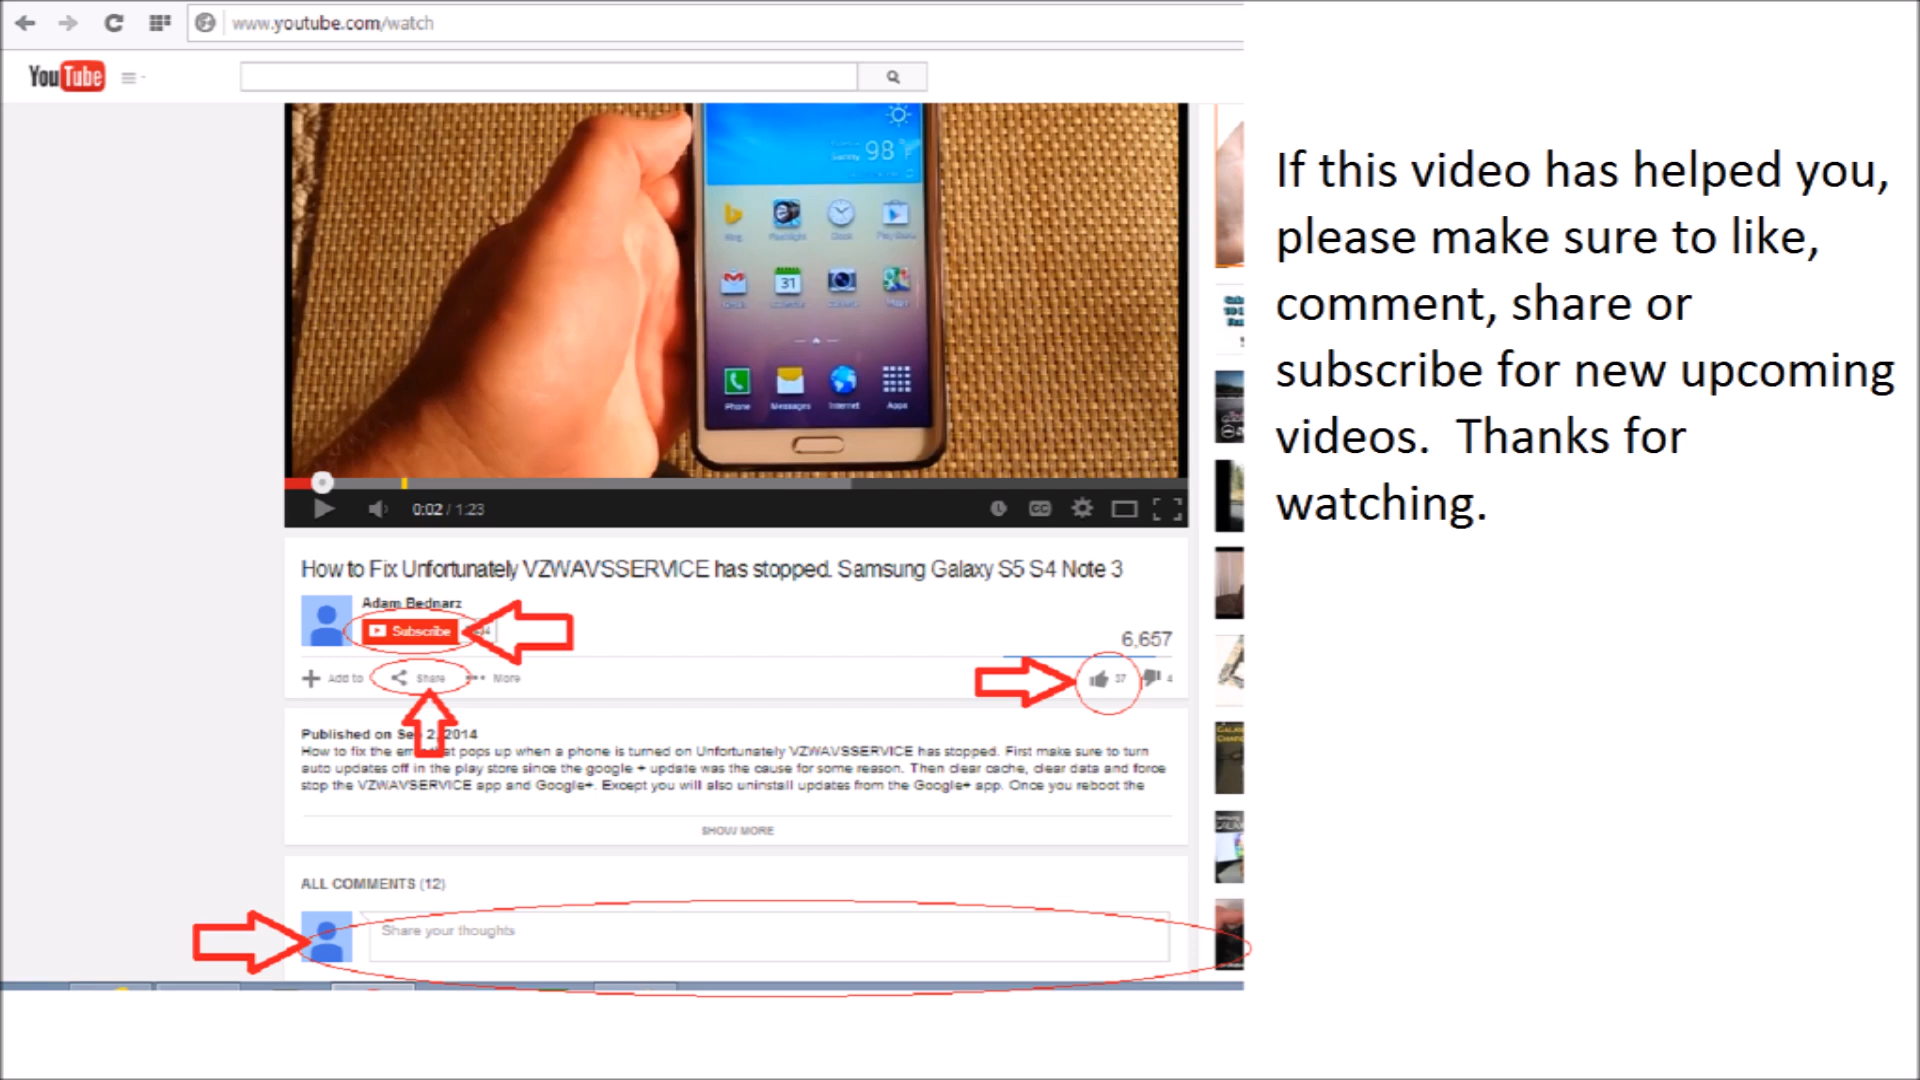 www.youtube.com/watch
YouTube
98
31
Phone
Messages
Internet
Apps
0:02 / 1:23
CC
How to Fix Unfortunately VZWAVSSERVICE has stopped. Samsung Galaxy S5 S4 Note 3
Adam Bednarz
Subscribe
6,657
Add to
Share
More
37
4
Published on Sep 2, 2014
How to fix the error that pops up when a phone is turned on Unfortunately VZWAVSSERVICE has stopped. First make sure to turn
auto updates off in the play store since the google + update was the cause for some reason. Then clear cache, clear data and force
stop the VZWAVSERVICE app and Google+. Except you will also uninstall updates from the Google+ app. Once you reboot the
SHOW MORE
ALL COMMENTS (12)
Share your thoughts
If this video has helped you,
please make sure to like,
comment, share or
subscribe for new upcoming
videos.  Thanks for
watching.